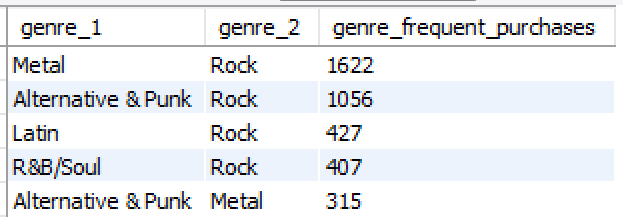 genre_1 genre_2 genre_frequent_purchases
Metal Rock 1622
Alternative & Punk Rock 1056
Latin Rock 427
R&B/Soul Rock 407
Alternative & Punk Metal 315